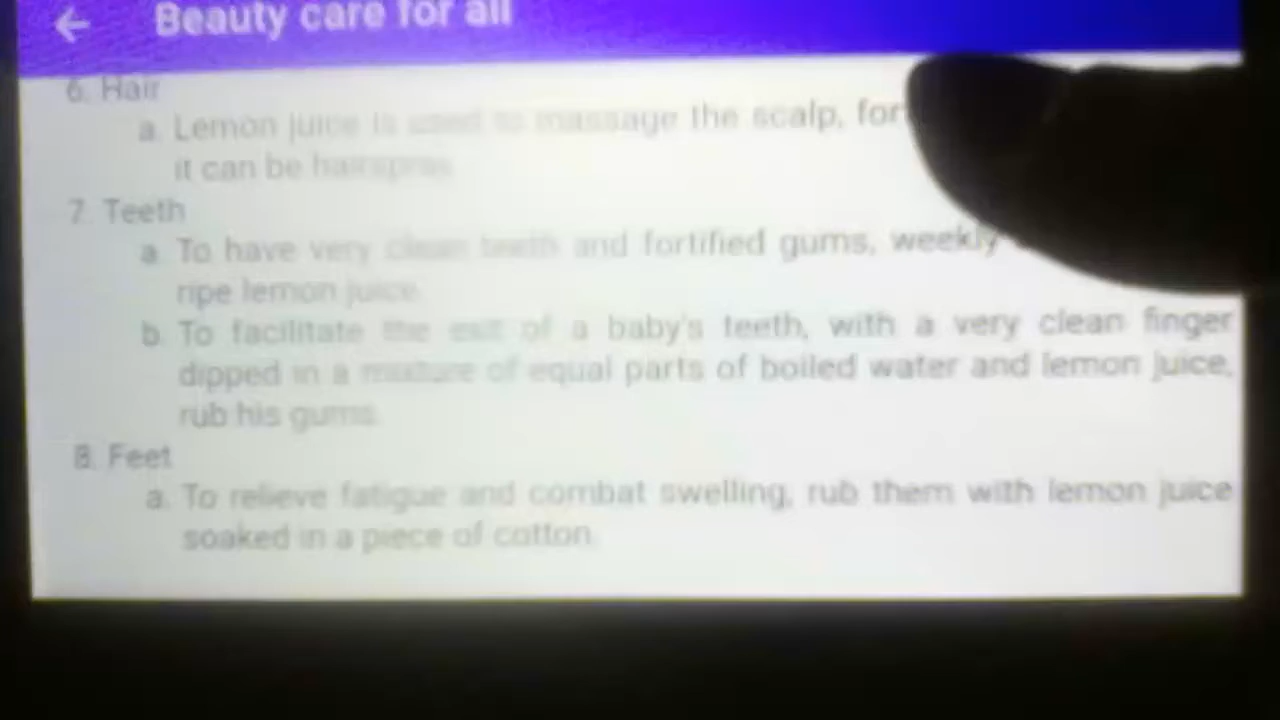 Beauty care for all
6. Hair
a. Lemon juice is used to massage the scalp, for
it can be hairspray.
7. Teeth
a. To have very clean teeth and fortified gums, weekly
ripe lemon juice.
b. To facilitate the exit of a baby's teeth, with a very clean finger
dipped in a mixture of equal parts of boiled water and lemon juice,
rub his gums.
8. Feet
a. To relieve fatigue and combat swelling, rub them with lemon juice
soaked in a piece of cotton.